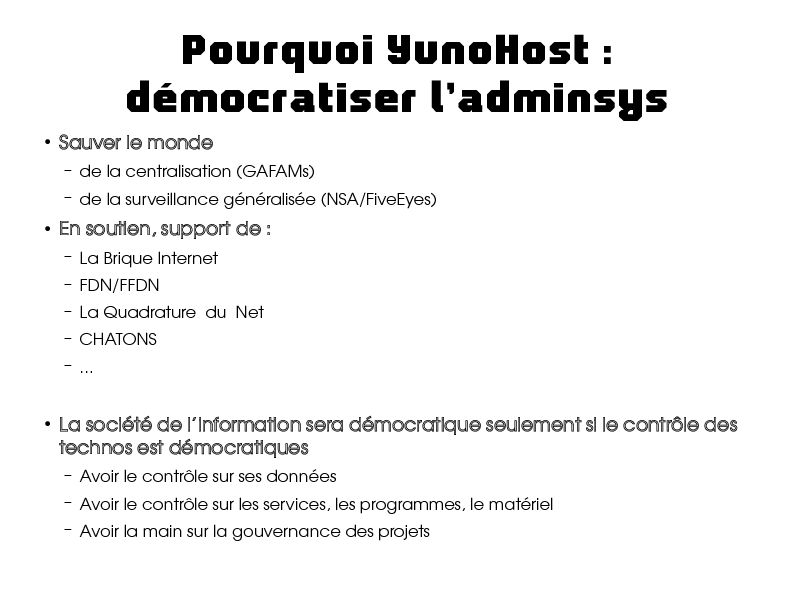 Pourquoi YunoHost :
démocratiser l'adminsys
• Sauver le monde
– de la centralisation (GAFAMs)
– de la surveillance généralisée (NSA/FiveEyes)
• En soutien, support de :
– La Brique Internet
– FDN/FFDN
– La Quadrature du Net
– CHATONS
– ...
• La société de l'information sera démocratique seulement si le contrôle des
technos est démocratiques
– Avoir le contrôle sur ses données
– Avoir le contrôle sur les services, les programmes, le matériel
– Avoir la main sur la gouvernance des projets